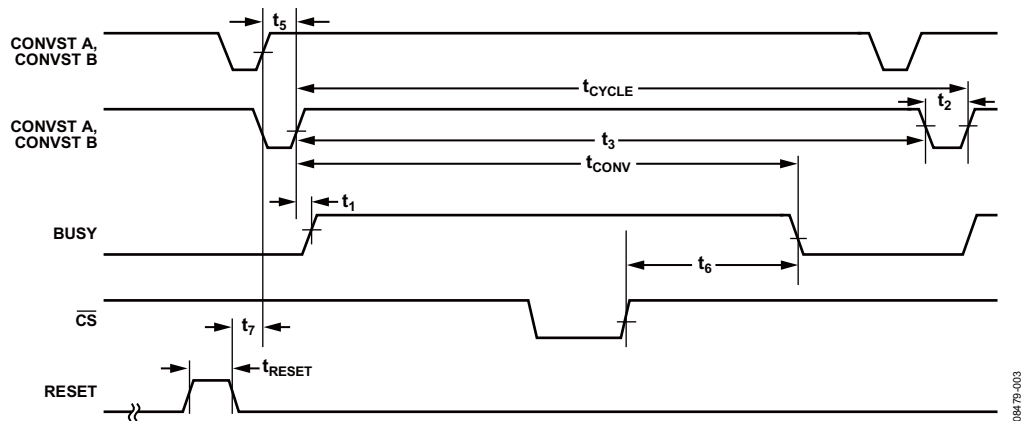 t5
CONVST A,
CONVST B
tCYCLE
t2
CONVST A,
CONVST B
t3
tCONV
t1
BUSY
t6
CS
t7
tRESET
RESET
08479-003